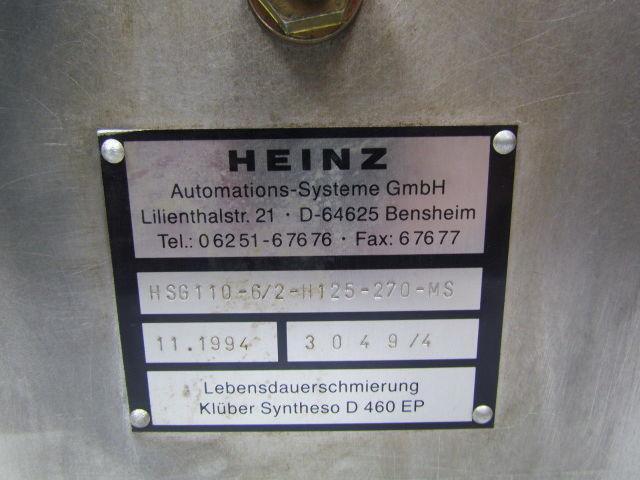 HEINZ
Automations-Systeme GmbH
Lilienthalstr. 21 · D-64625 Bensheim
Tel.: 06251-67676 · Fax: 67677
HSG110-6/2-H125-270-MS
11.1994 3049/4
Lebensdauerschmierung
Klüber Syntheso D 460 EP